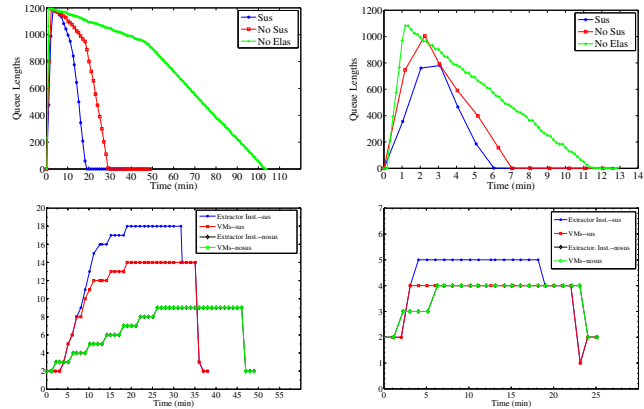 1200
1000
800
600
400
200
0
Queue Lengths
Sus
No Sus
No Elas
0 10 20 30 40 50 60 70 80 90 100 110
Time (min)
1200
1000
800
600
400
200
0
Queue Lengths
Sus
No Sus
No Elas
0 1 2 3 4 5 6 7 8 9 10 11 12 13 14
Time (min)
18
16
14
12
10
8
6
4
2
0
Extractor Inst.-sus
VMs-sus
Extractor Inst.-nosus
VMs-nosus
0 5 10 15 20 25 30 35 40 45 50 60
Time (min)
7
6
5
4
3
2
1
0
Extractor Inst-sus
VMs-sus
Extractor. Inst-nosus
VMs-nosus
0 5 10 15 20 25
Time (min)